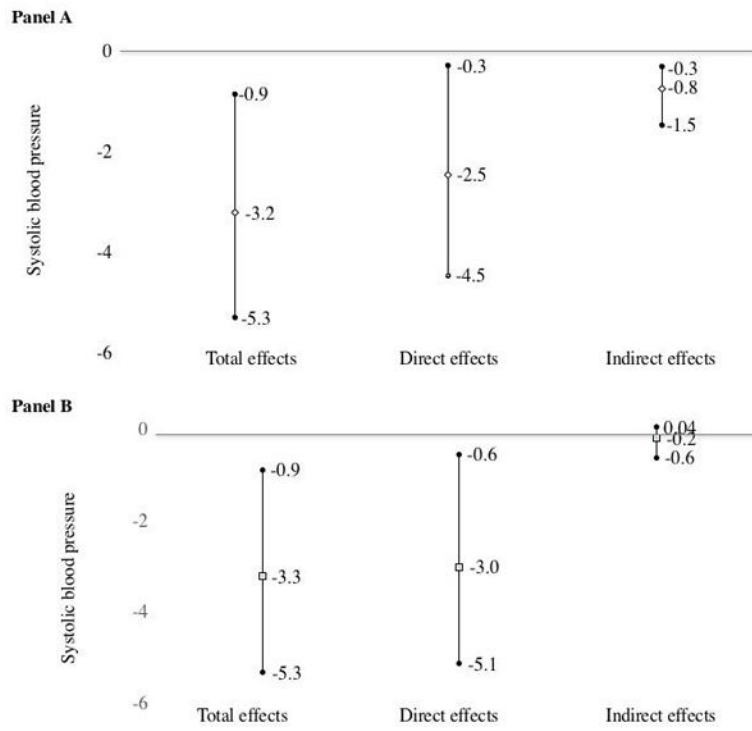 Panel A
0
-0.9
-0.3
-0.3
-0.8
-1.5
-2
-2.5
-3.2
-4
-4.5
-5.3
-6
Systolic blood pressure
Total effects
Direct effects
Indirect effects
Panel B
0
0.04
-0.2
-0.6
-0.6
-0.9
-2
-3.0
-3.3
-4
-5.1
-5.3
-6
Systolic blood pressure
Total effects
Direct effects
Indirect effects